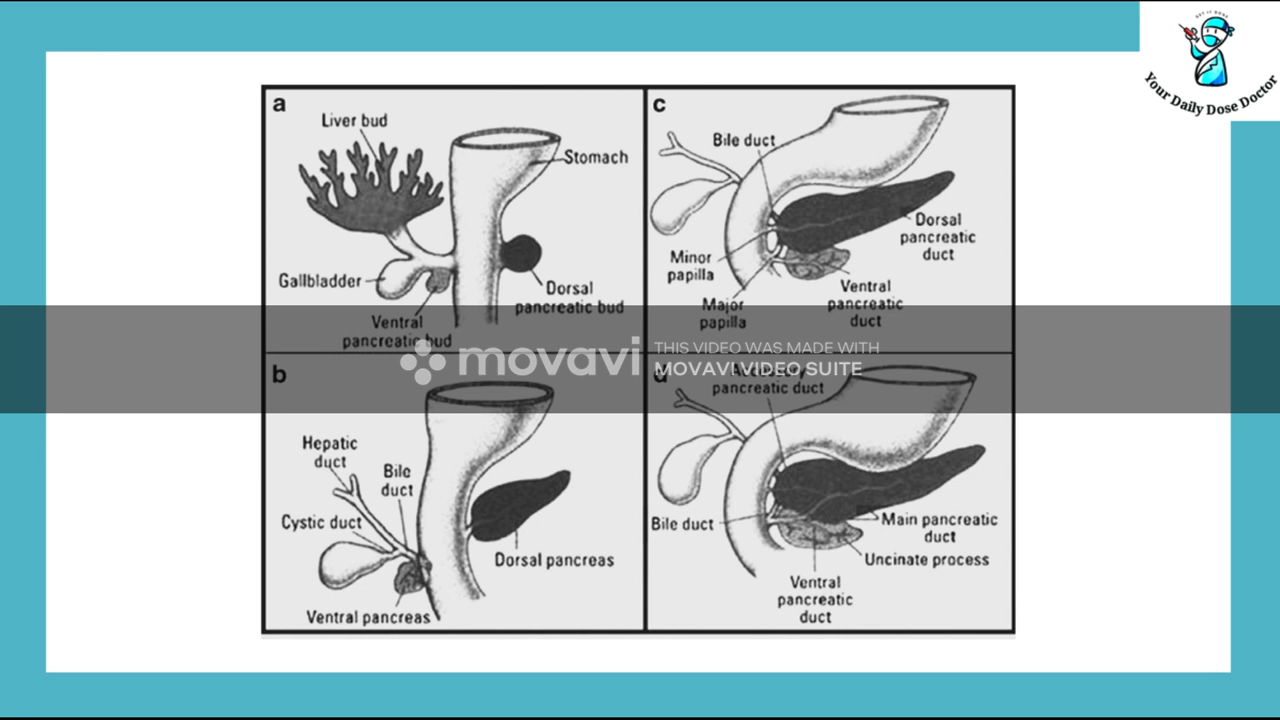 GET IT DONE
Your Daily Dose Doctor
a
Liver bud
Stomach
Gallbladder
Dorsal
pancreatic bud
Ventral
pancreatic bud
b
Hepatic
duct
Bile
duct
Cystic duct
Dorsal pancreas
Ventral pancreas
c
Bile duct
Dorsal
pancreatic
duct
Minor
papilla
Major
papilla
Ventral
pancreatic
duct
d
pancreatic duct
Bile duct
Main pancreatic
duct
Uncinate process
Ventral
pancreatic
duct
movavi
THIS VIDEO WAS MADE WITH
MOVAVI VIDEO SUITE